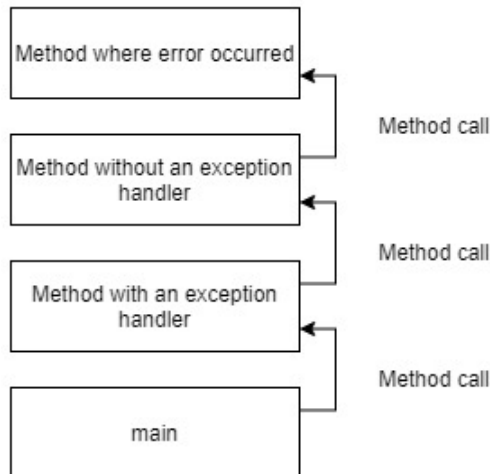 Method where error occurred
Method call
Method without an exception
handler
Method call
Method with an exception
handler
Method call
main